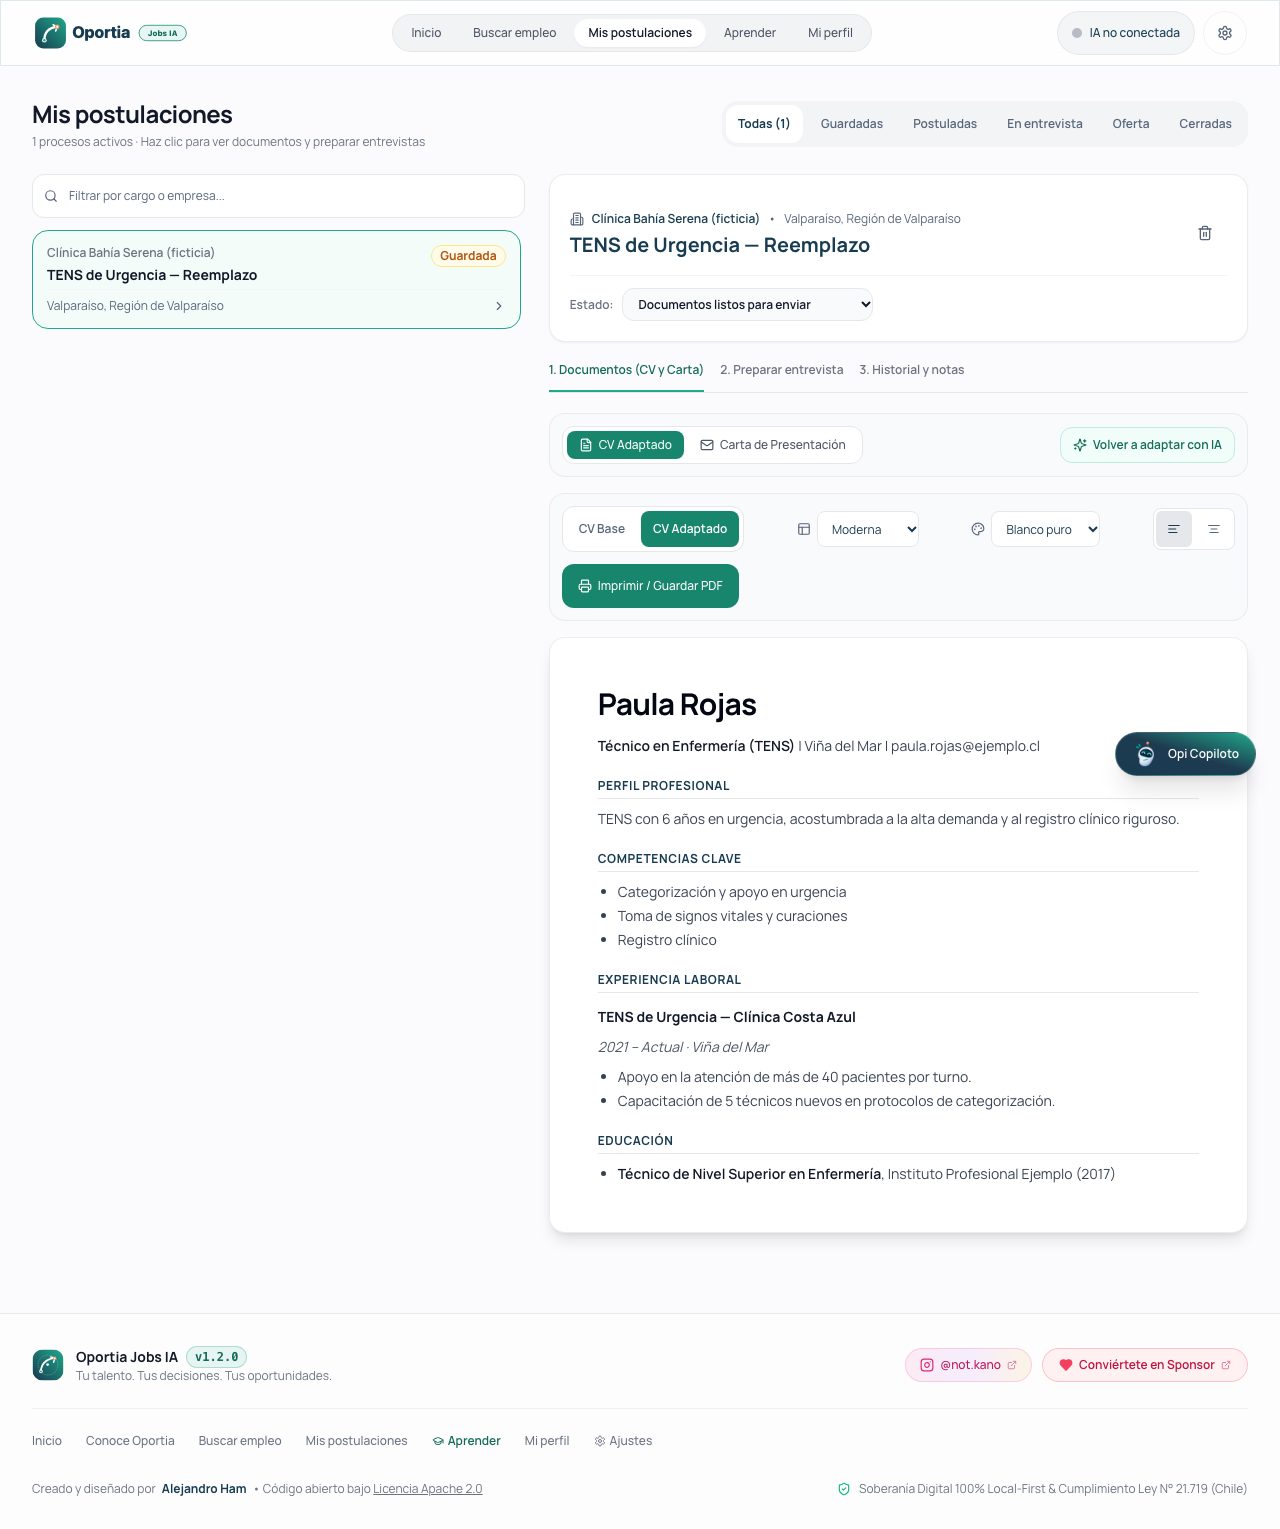 Oportia Jobs IA
Inicio Buscar empleo Mis postulaciones Aprender Mi perfil
IA no conectada
Mis postulaciones
1 procesos activos · Haz clic para ver documentos y preparar entrevistas
Todas (1) Guardadas Postuladas En entrevista Oferta Cerradas
Filtrar por cargo o empresa...
Clínica Bahía Serena (ficticia)
Guardada
TENS de Urgencia — Reemplazo
Valparaíso, Región de Valparaíso
Clínica Bahía Serena (ficticia) • Valparaíso, Región de Valparaíso
TENS de Urgencia — Reemplazo
Estado: Documentos listos para enviar
1. Documentos (CV y Carta) 2. Preparar entrevista 3. Historial y notas
CV Adaptado Carta de Presentación Volver a adaptar con IA
CV Base CV Adaptado Moderna Blanco puro
Imprimir / Guardar PDF
Paula Rojas
Técnico en Enfermería (TENS) | Viña del Mar | paula.rojas@ejemplo.cl
Opi Copiloto
PERFIL PROFESIONAL
TENS con 6 años en urgencia, acostumbrada a la alta demanda y al registro clínico riguroso.
COMPETENCIAS CLAVE
• Categorización y apoyo en urgencia
• Toma de signos vitales y curaciones
• Registro clínico
EXPERIENCIA LABORAL
TENS de Urgencia — Clínica Costa Azul
2021 – Actual · Viña del Mar
• Apoyo en la atención de más de 40 pacientes por turno.
• Capacitación de 5 técnicos nuevos en protocolos de categorización.
EDUCACIÓN
• Técnico de Nivel Superior en Enfermería, Instituto Profesional Ejemplo (2017)
Oportia Jobs IA v1.2.0
Tu talento. Tus decisiones. Tus oportunidades.
@not.kano Conviértete en Sponsor
Inicio Conoce Oportia Buscar empleo Mis postulaciones Aprender Mi perfil Ajustes
Creado y diseñado por Alejandro Ham • Código abierto bajo Licencia Apache 2.0
Soberanía Digital 100% Local-First & Cumplimiento Ley N° 21.719 (Chile)